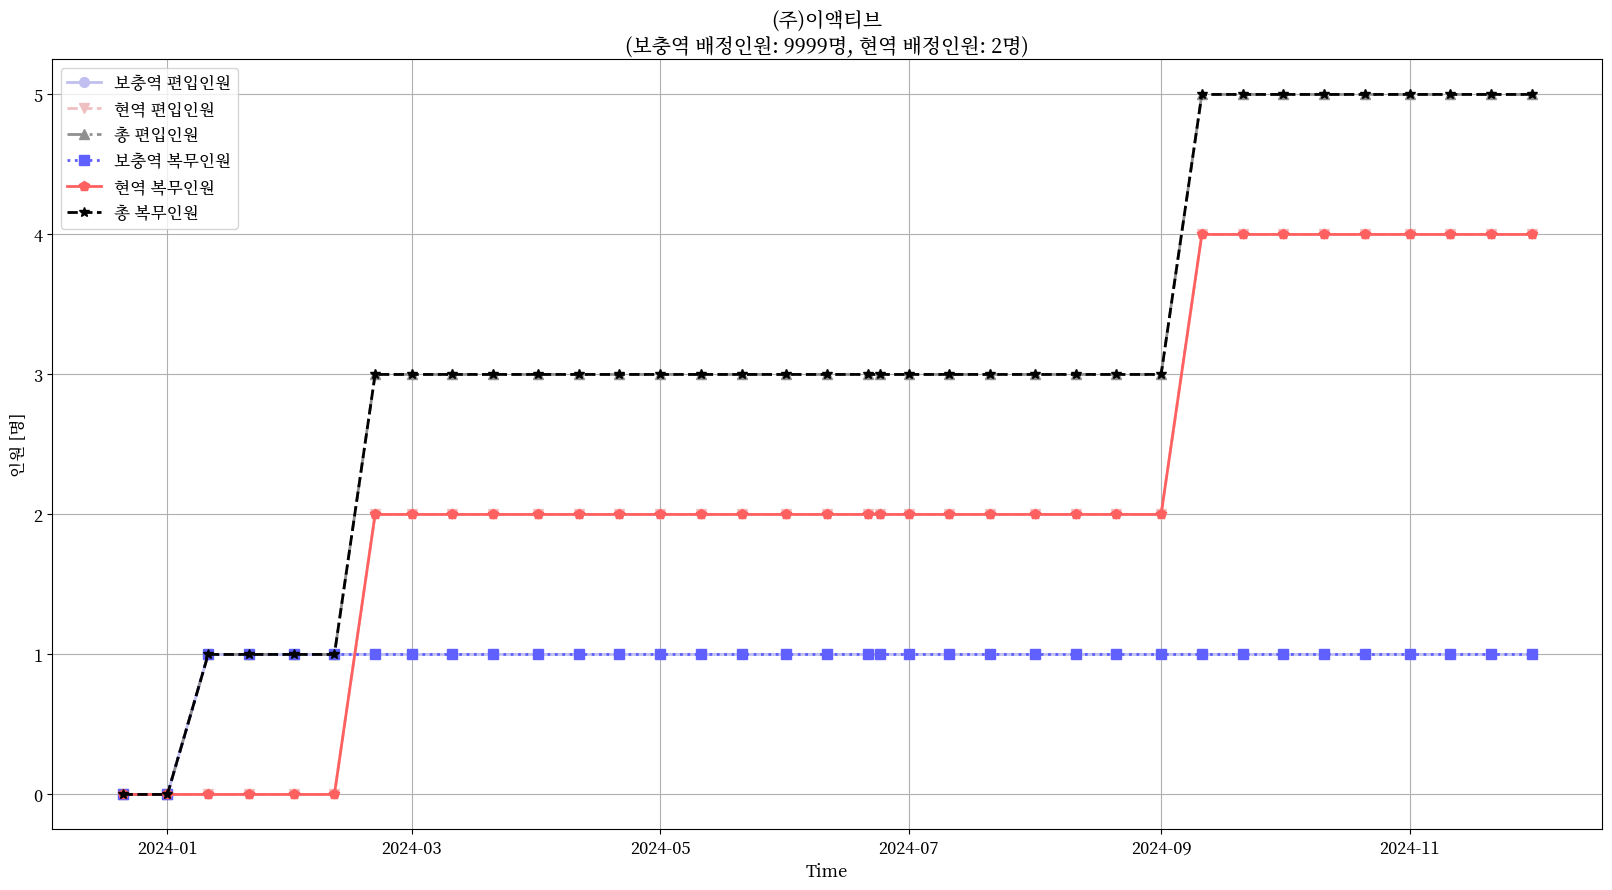 (주)이액티브
(보충역 배정인원: 9999명, 현역 배정인원: 2명)
보충역 편입인원
현역 편입인원
총 편입인원
보충역 복무인원
현역 복무인원
총 복무인원
인원 [명]
5
4
3
2
1
0
2024-01
2024-03
2024-05
2024-07
2024-09
2024-11
Time